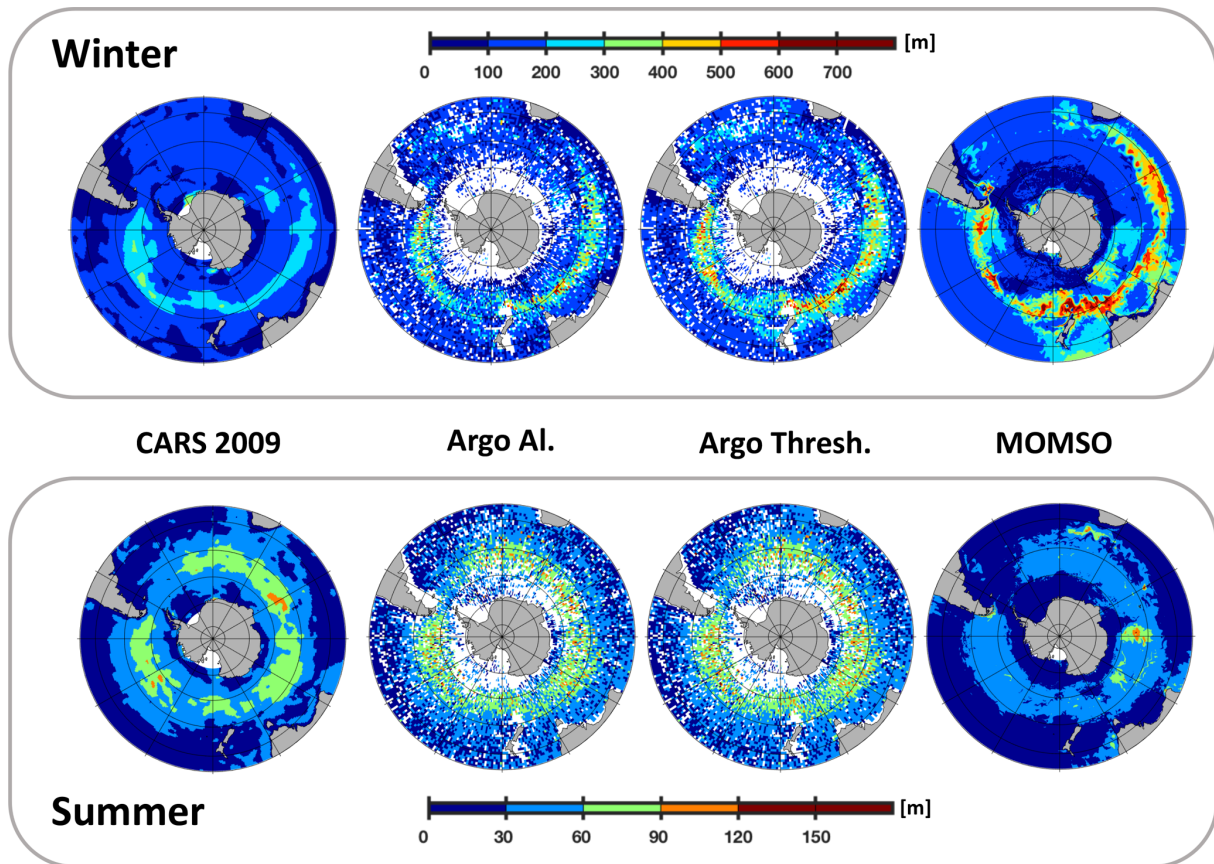 Winter
[m]
0 100 200 300 400 500 600 700
CARS 2009 Argo Al. Argo Thresh. MOMSO
Summer
[m]
0 30 60 90 120 150